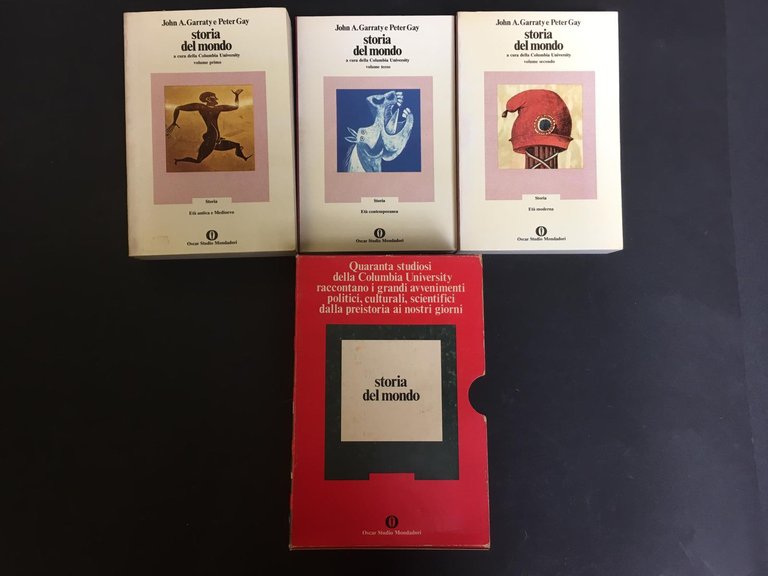 John A. Garraty e Peter Gay
storia
del mondo
a cura della Columbia University
volume primo
Storia
Età antica e Medioevo
Oscar Studio Mondadori
John A. Garraty e Peter Gay
storia
del mondo
a cura della Columbia University
volume terzo
Storia
Età contemporanea
Oscar Studio Mondadori
John A. Garraty e Peter Gay
storia
del mondo
a cura della Columbia University
volume secondo
Storia
Età moderna
Oscar Studio Mondadori
Quaranta studiosi
della Columbia University
raccontano i grandi avvenimenti
politici, culturali, scientifici
dalla preistoria ai nostri giorni
storia
del mondo
Oscar Studio Mondadori